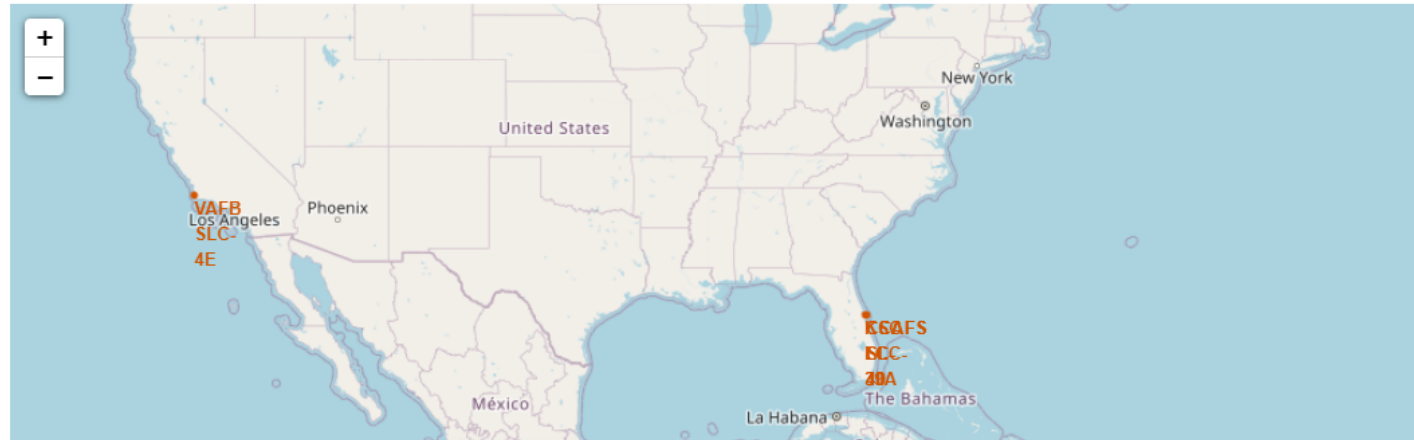 +
−
New York
Washington
United States
Phoenix
VAFB
Los Angeles
SLC-
4E
México
The Bahamas
La Habana